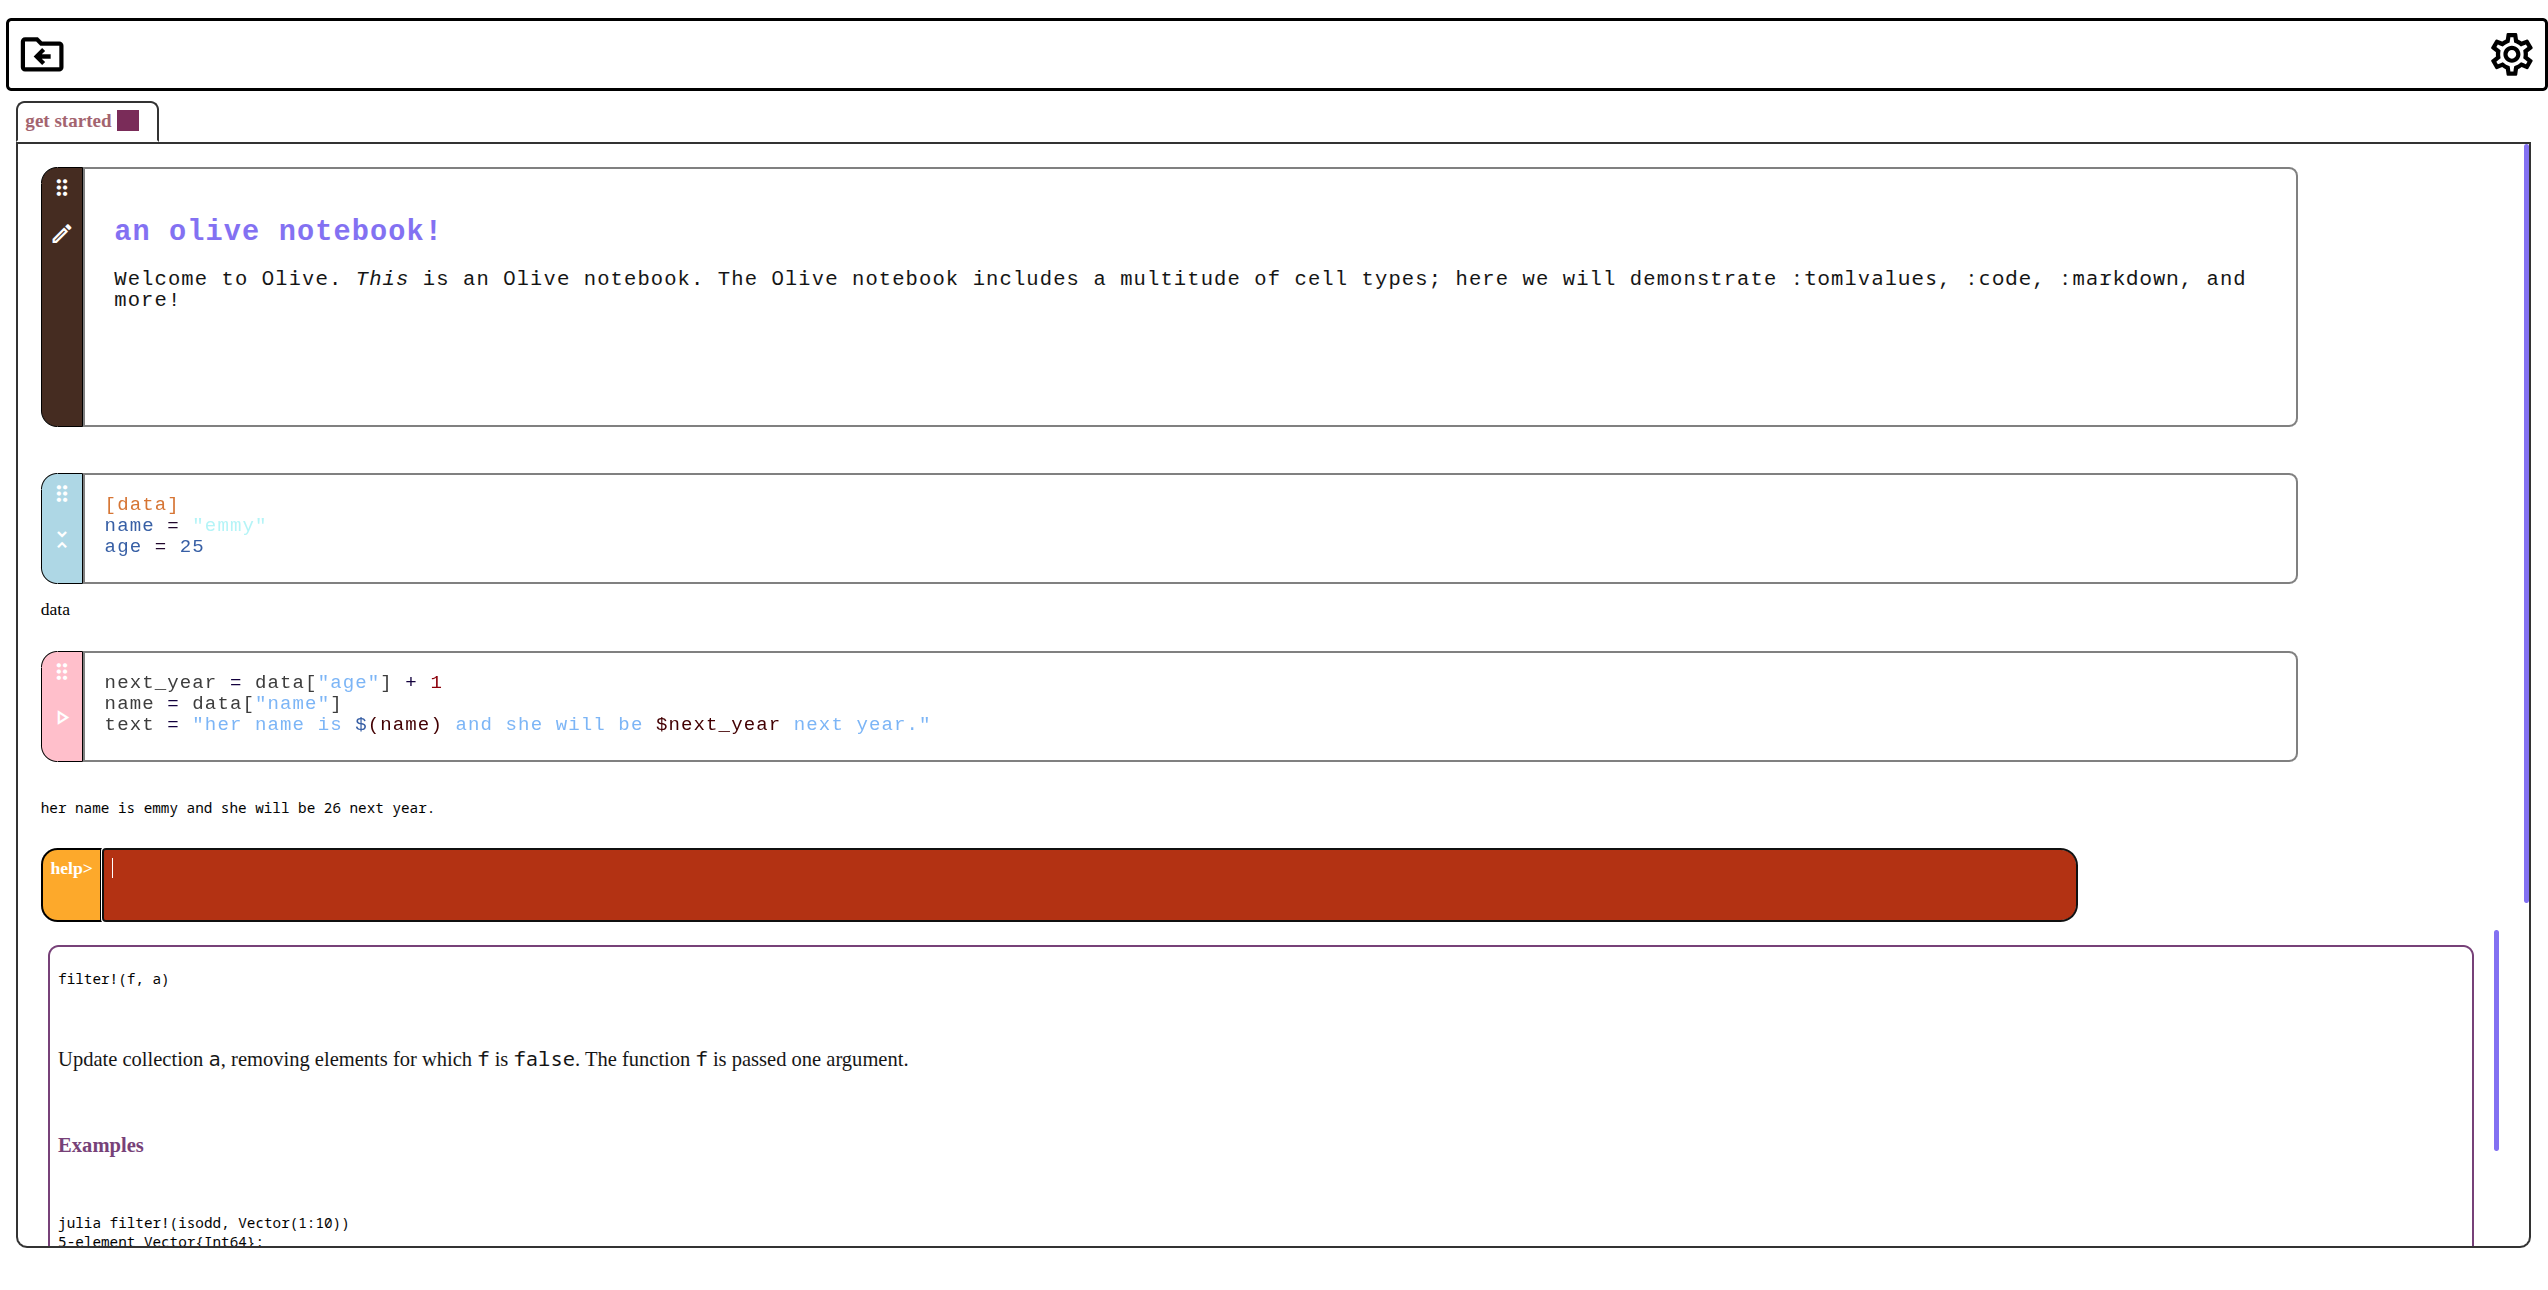 get started
an olive notebook!
Welcome to Olive. This is an Olive notebook. The Olive notebook includes a multitude of cell types; here we will demonstrate :tomlvalues, :code, :markdown, and
more!
[data]
name = "emmy"
age = 25
data
next_year = data["age"] + 1
name = data["name"]
text = "her name is $(name) and she will be $next_year next year."
her name is emmy and she will be 26 next year.
help>
filter!(f, a)
Update collection a, removing elements for which f is false. The function f is passed one argument.
Examples
julia filter!(isodd, Vector(1:10))
5-element Vector{Int64}: